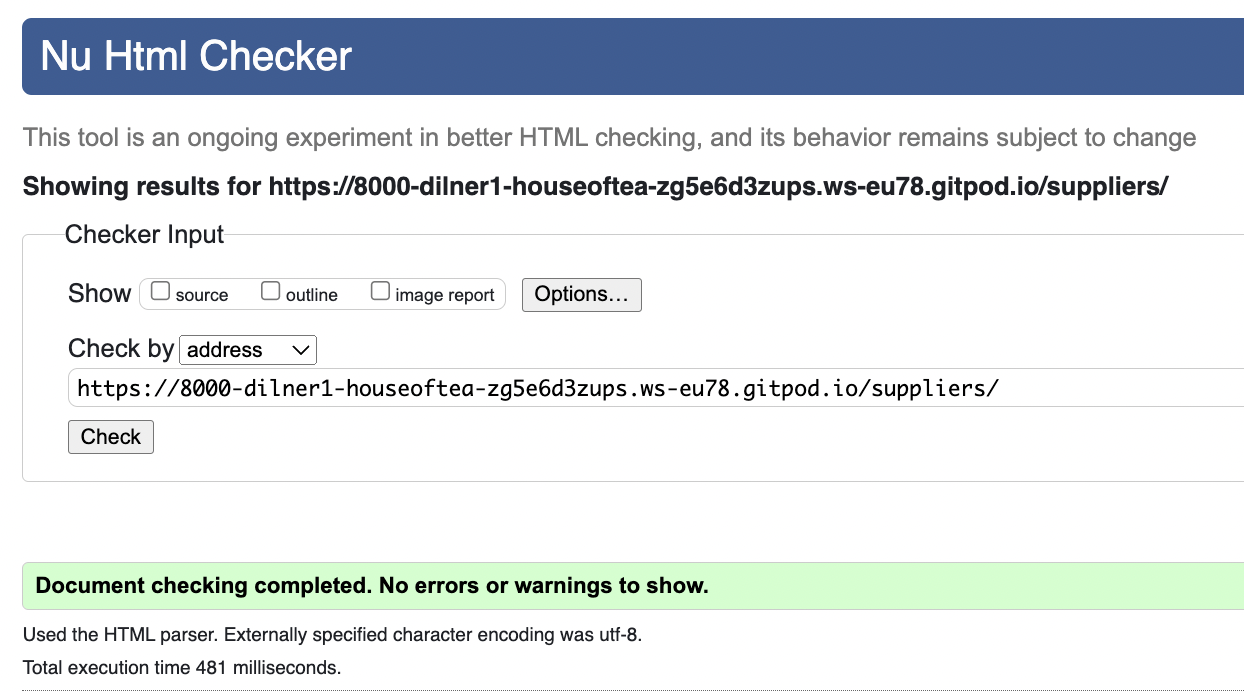 Nu Html Checker
This tool is an ongoing experiment in better HTML checking, and its behavior remains subject to change
Showing results for https://8000-dilner1-houseoftea-zg5e6d3zups.ws-eu78.gitpod.io/suppliers/
Checker Input
Show source outline image report Options...
Check by address
https://8000-dilner1-houseoftea-zg5e6d3zups.ws-eu78.gitpod.io/suppliers/
Check
Document checking completed. No errors or warnings to show.
Used the HTML parser. Externally specified character encoding was utf-8.
Total execution time 481 milliseconds.